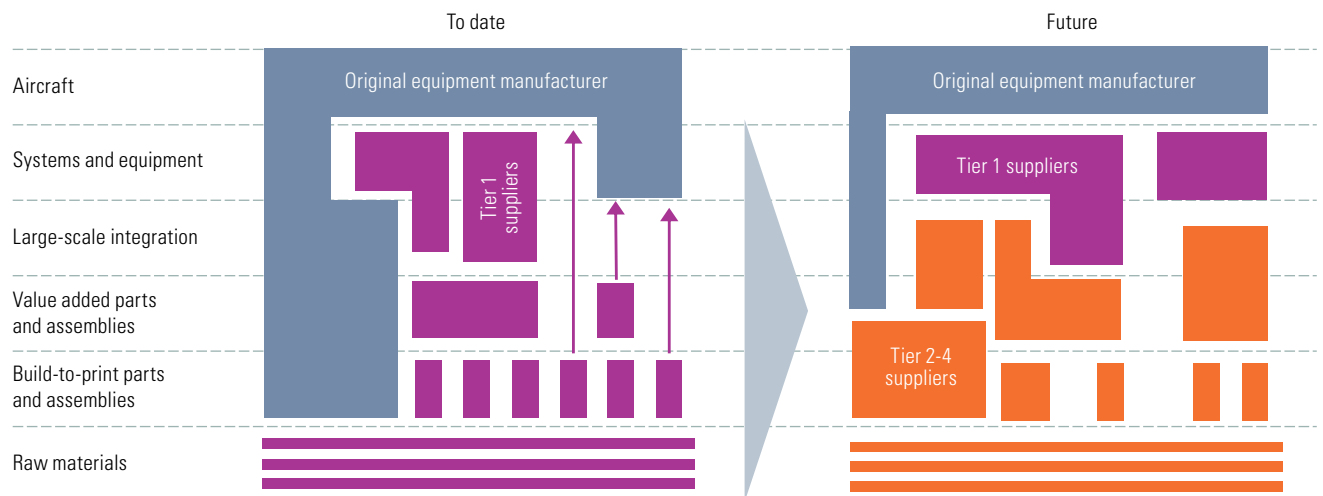 To date
Future
Aircraft
Original equipment manufacturer
Original equipment manufacturer
Systems and equipment
Tier 1
suppliers
Tier 1 suppliers
Large-scale integration
Value added parts
and assemblies
Build-to-print parts
and assemblies
Tier 2-4
suppliers
Raw materials